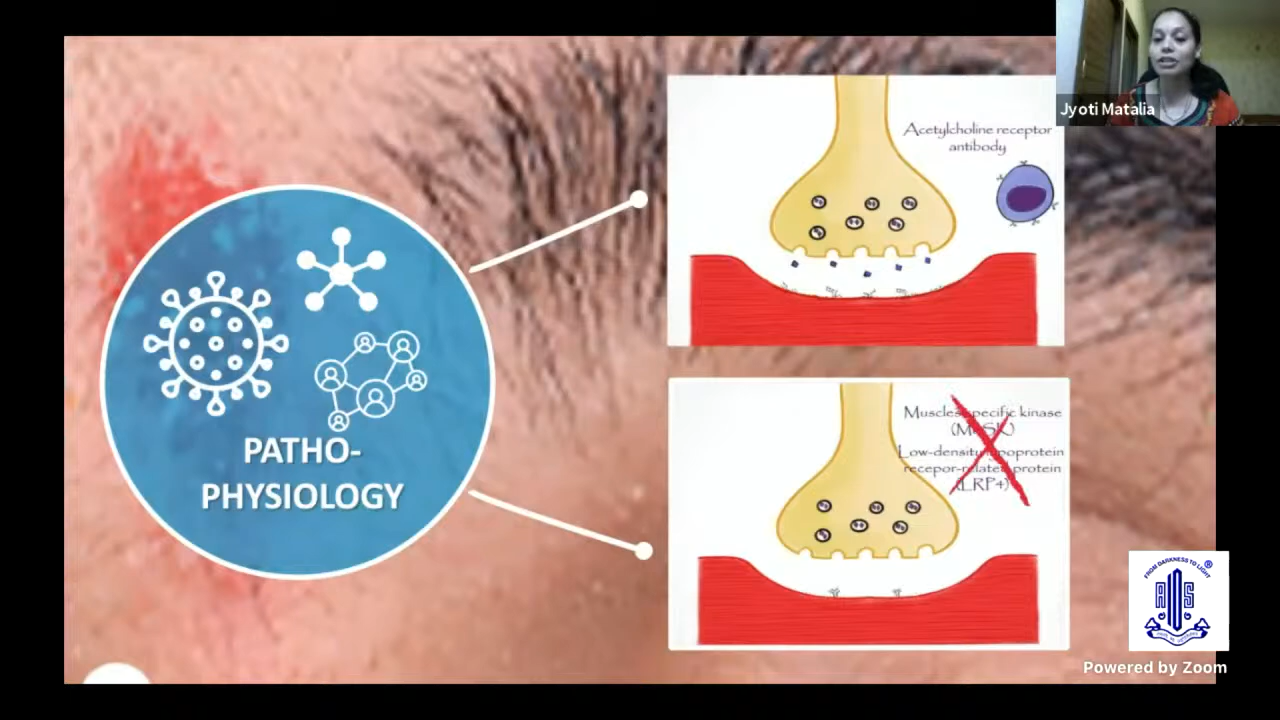 Jyoti Matalia
PATHO-
PHYSIOLOGY
Acetylcholine receptor
antibody
Muscles specific kinase
(MuSK)
Low-density lipoprotein
recepor-related protein
(LRP4)
FROM DARKNESS TO LIGHT
®
Powered by Zoom